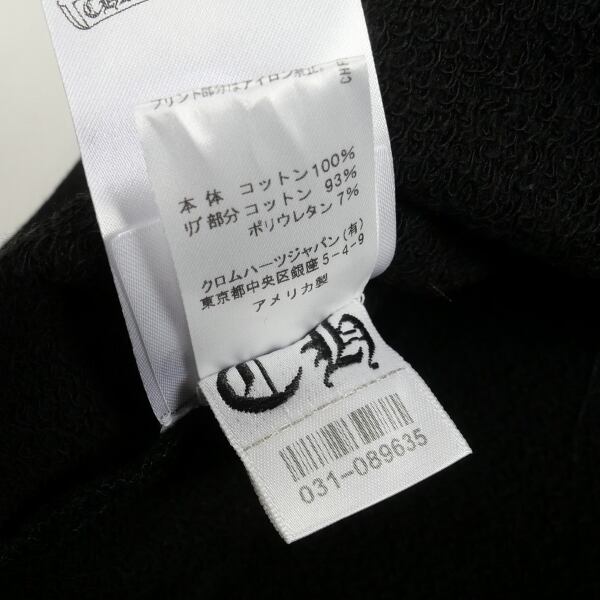 プリント部分はアイロン禁止。
本体 コットン100%
リブ部分 コットン 93%
ポリウレタン 7%
クロムハーツジャパン(有)
東京都中央区銀座5-4-9
アメリカ製
CH
031-089635